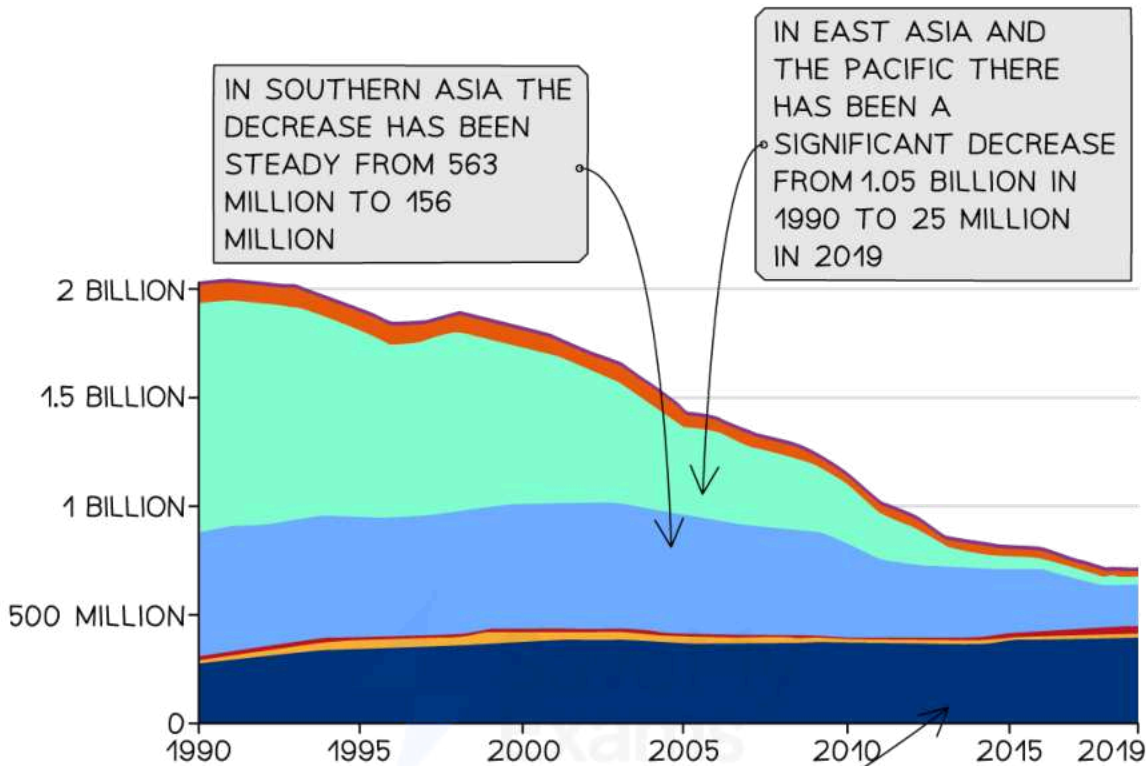 IN SOUTHERN ASIA THE
DECREASE HAS BEEN
STEADY FROM 563
MILLION TO 156
MILLION
IN EAST ASIA AND
THE PACIFIC THERE
HAS BEEN A
SIGNIFICANT DECREASE
FROM 1.05 BILLION IN
1990 TO 25 MILLION
IN 2019
2 BILLION
1.5 BILLION
1 BILLION
500 MILLION
0
1990
1995
2000
2005
2010
2015
2019
Exams